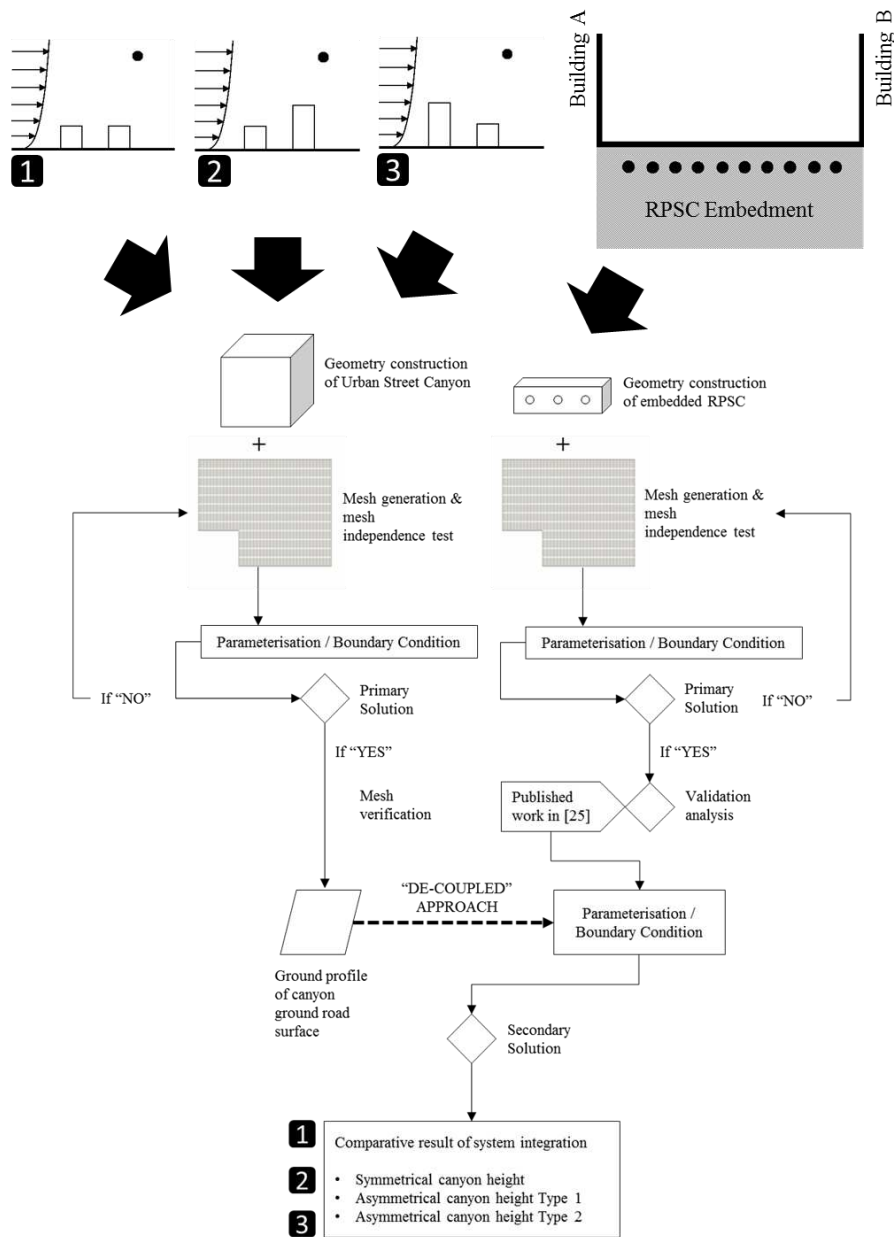 1
2
3
Building A
Building B
RPSC Embedment
Geometry construction
of Urban Street Canyon
Geometry construction
of embedded RPSC
+
+
Mesh generation &
mesh
independence test
Mesh generation &
mesh
independence test
Parameterisation / Boundary Condition
Parameterisation / Boundary Condition
If “NO”
Primary
Solution
Primary
Solution
If “NO”
If “YES”
If “YES”
Mesh
verification
Published
work in [25]
Validation
analysis
“DE-COUPLED”
APPROACH
Parameterisation /
Boundary Condition
Ground profile
of canyon
ground road
surface
Secondary
Solution
1
Comparative result of system integration
2
• Symmetrical canyon height
• Asymmetrical canyon height Type 1
3
• Asymmetrical canyon height Type 2